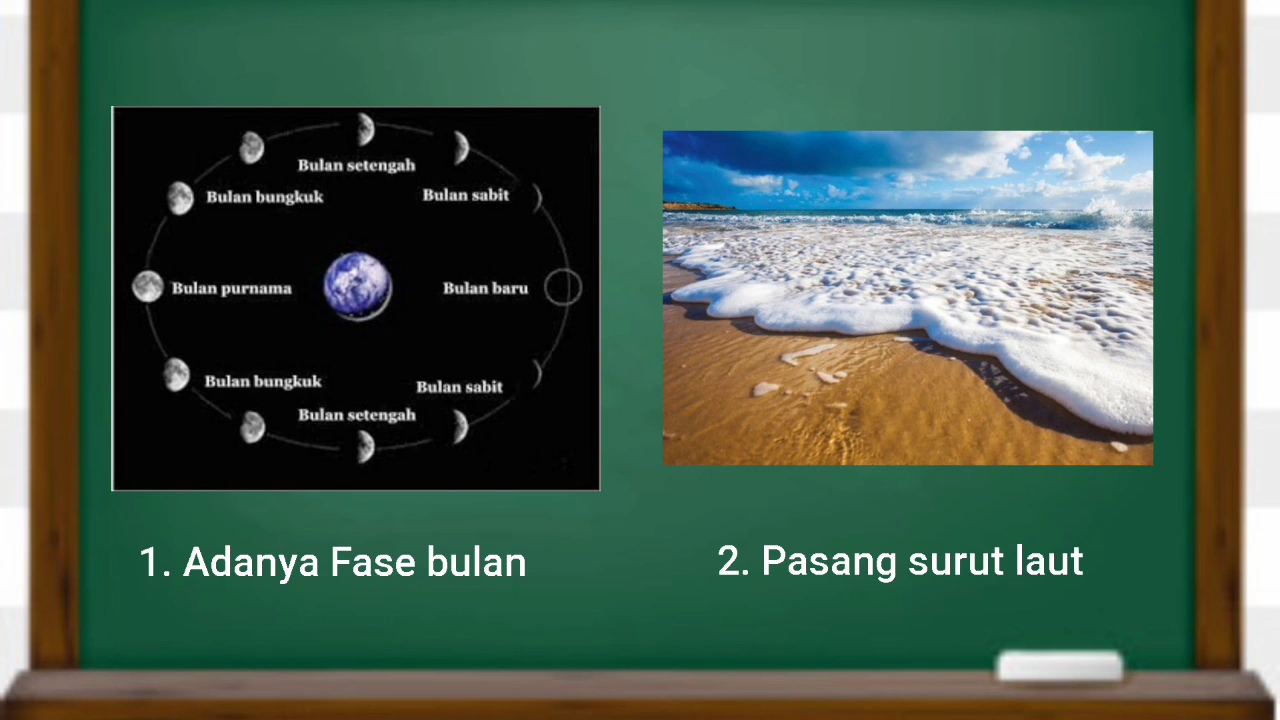 Bulan setengah
Bulan bungkuk
Bulan sabit
Bulan purnama
Bulan baru
Bulan bungkuk
Bulan sabit
Bulan setengah
1. Adanya Fase bulan
2. Pasang surut laut